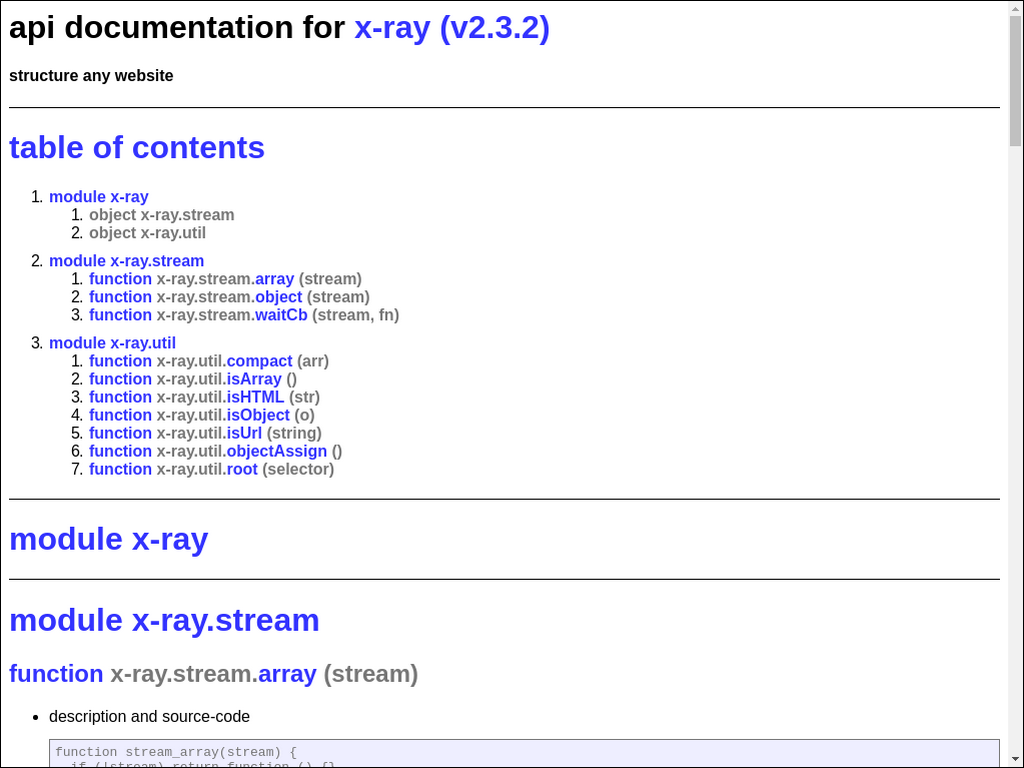 api documentation for x-ray (v2.3.2)
structure any website
table of contents
1. module x-ray
1. object x-ray.stream
2. object x-ray.util
2. module x-ray.stream
1. function x-ray.stream.array (stream)
2. function x-ray.stream.object (stream)
3. function x-ray.stream.waitCb (stream, fn)
3. module x-ray.util
1. function x-ray.util.compact (arr)
2. function x-ray.util.isArray ()
3. function x-ray.util.isHTML (str)
4. function x-ray.util.isObject (o)
5. function x-ray.util.isUrl (string)
6. function x-ray.util.objectAssign ()
7. function x-ray.util.root (selector)
module x-ray
module x-ray.stream
function x-ray.stream.array (stream)
• description and source-code
function stream_array(stream) {
if (!stream) return function () {}